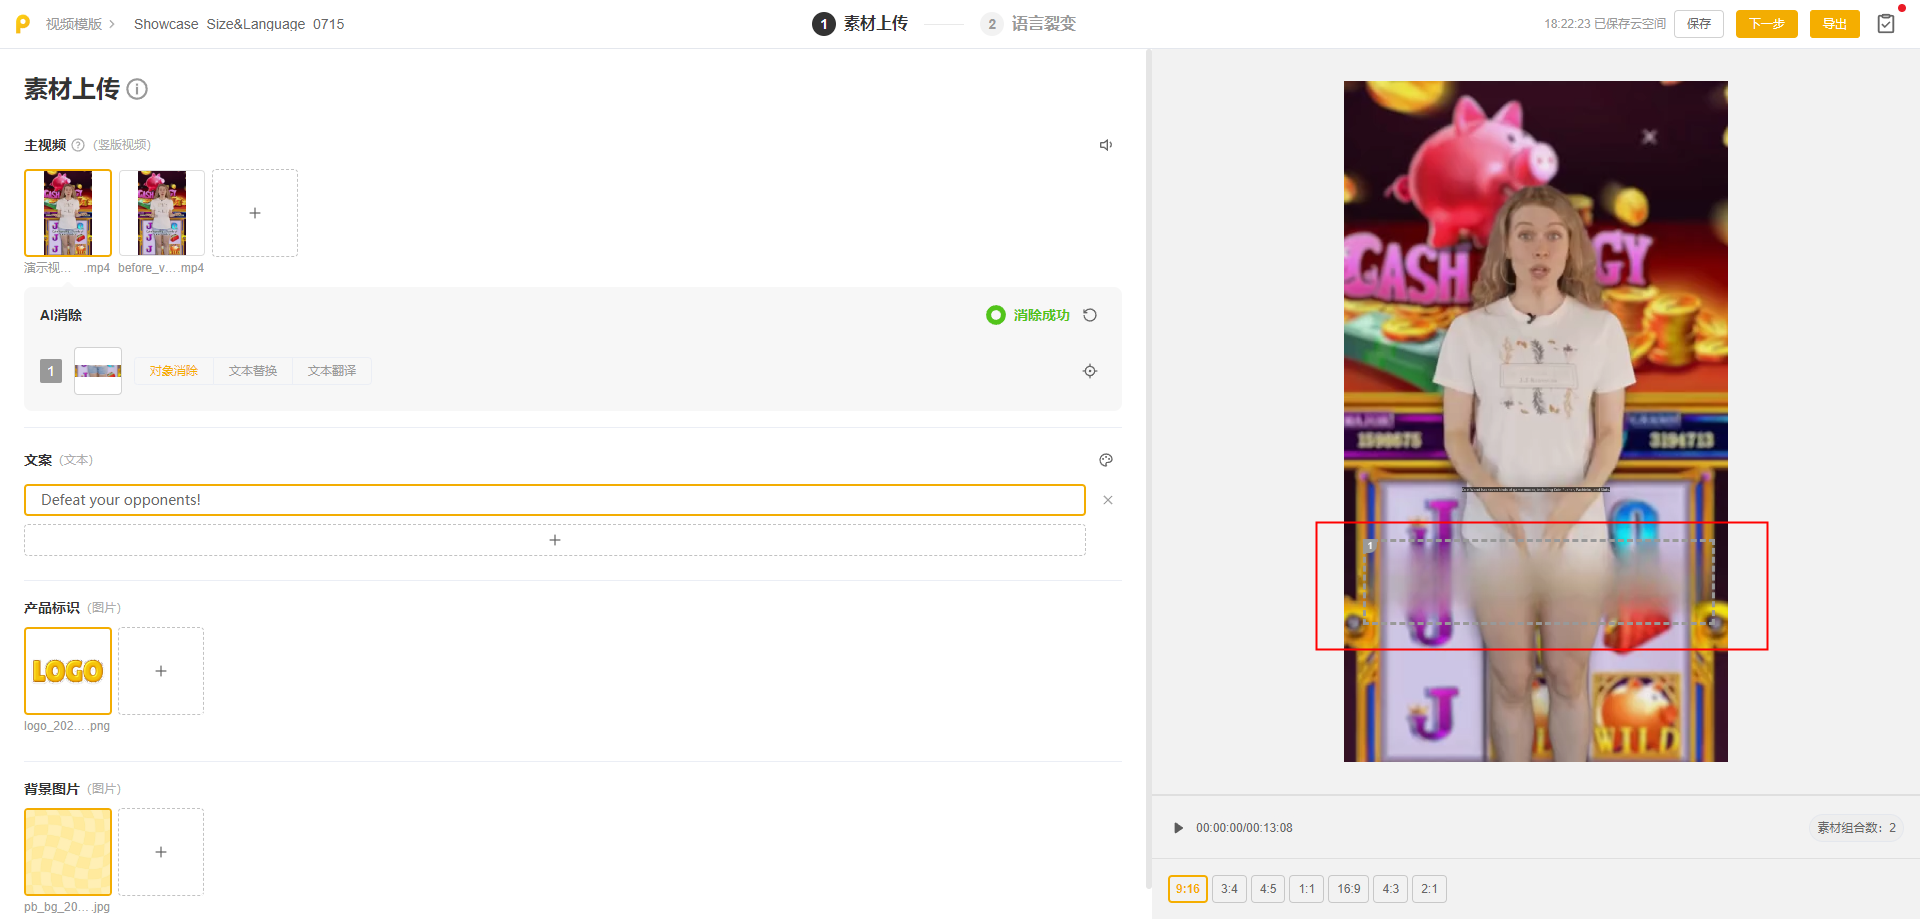 视频模版 Showcase Size&Language 0715
1 素材上传
2 语言裂变
18:22:23 已保存云空间
保存
下一步
导出
素材上传
主视频 (竖版视频)
演示视... .mp4
before_v....mp4
AI消除
消除成功
1
对象消除
文本替换
文本翻译
文案 (文本)
Defeat your opponents!
产品标识 (图片)
LOGO
logo_202....png
背景图片 (图片)
pb_bg_20....jpg
CASH
GY
1598675
3194713
1
J
J
J
WILD
00:00:00/00:13:08
素材组合数: 2
9:16
3:4
4:5
1:1
16:9
4:3
2:1